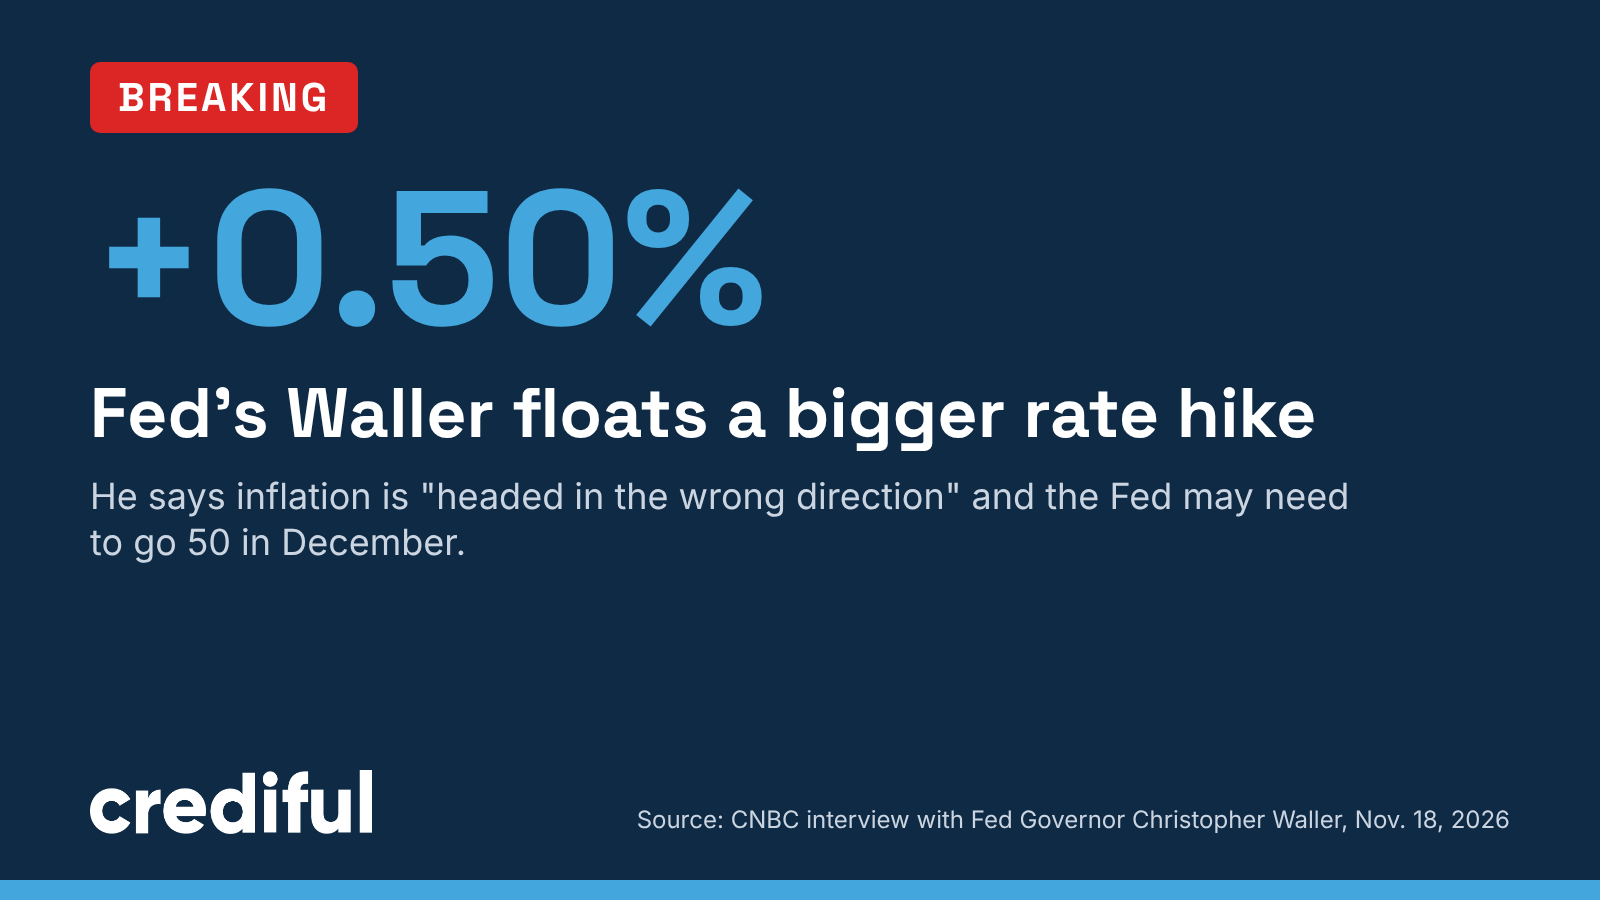 BREAKING
+0.50%
Fed’s Waller floats a bigger rate hike
He says inflation is "headed in the wrong direction" and the Fed may need
to go 50 in December.
crediful
Source: CNBC interview with Fed Governor Christopher Waller, Nov. 18, 2026